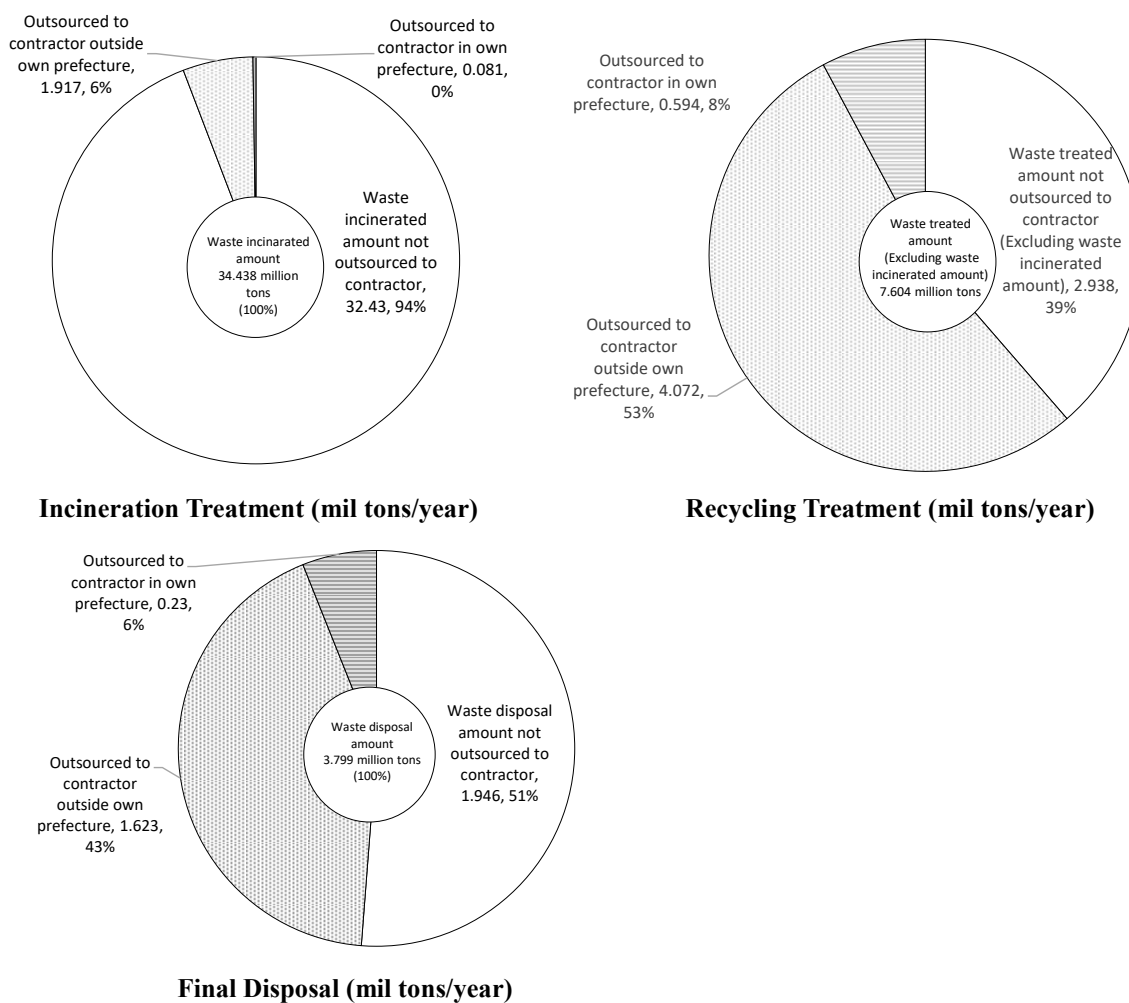 Outsourced to
contractor outside
own prefecture,
1.917, 6%
Outsourced to
contractor in own
prefecture, 0.081,
0%
Waste
incinerated
amount not
outsourced to
contractor,
32.43, 94%
Waste incinarated
amount
34.438 million
tons
(100%)
Incineration Treatment (mil tons/year)
Outsourced to
contractor in own
prefecture, 0.594, 8%
Waste treated
amount not
outsourced to
contractor
(Excluding waste
incinerated
amount), 2.938,
39%
Waste treated
amount
(Excluding waste
incinerated amount)
7.604 million tons
Outsourced to
contractor
outside own
prefecture, 4.072,
53%
Recycling Treatment (mil tons/year)
Outsourced to
contractor in own
prefecture, 0.23,
6%
Waste disposal
amount not
outsourced to
contractor,
1.946, 51%
Waste disposal
amount
3.799 million tons
(100%)
Outsourced to
contractor
outside own
prefecture, 1.623,
43%
Final Disposal (mil tons/year)